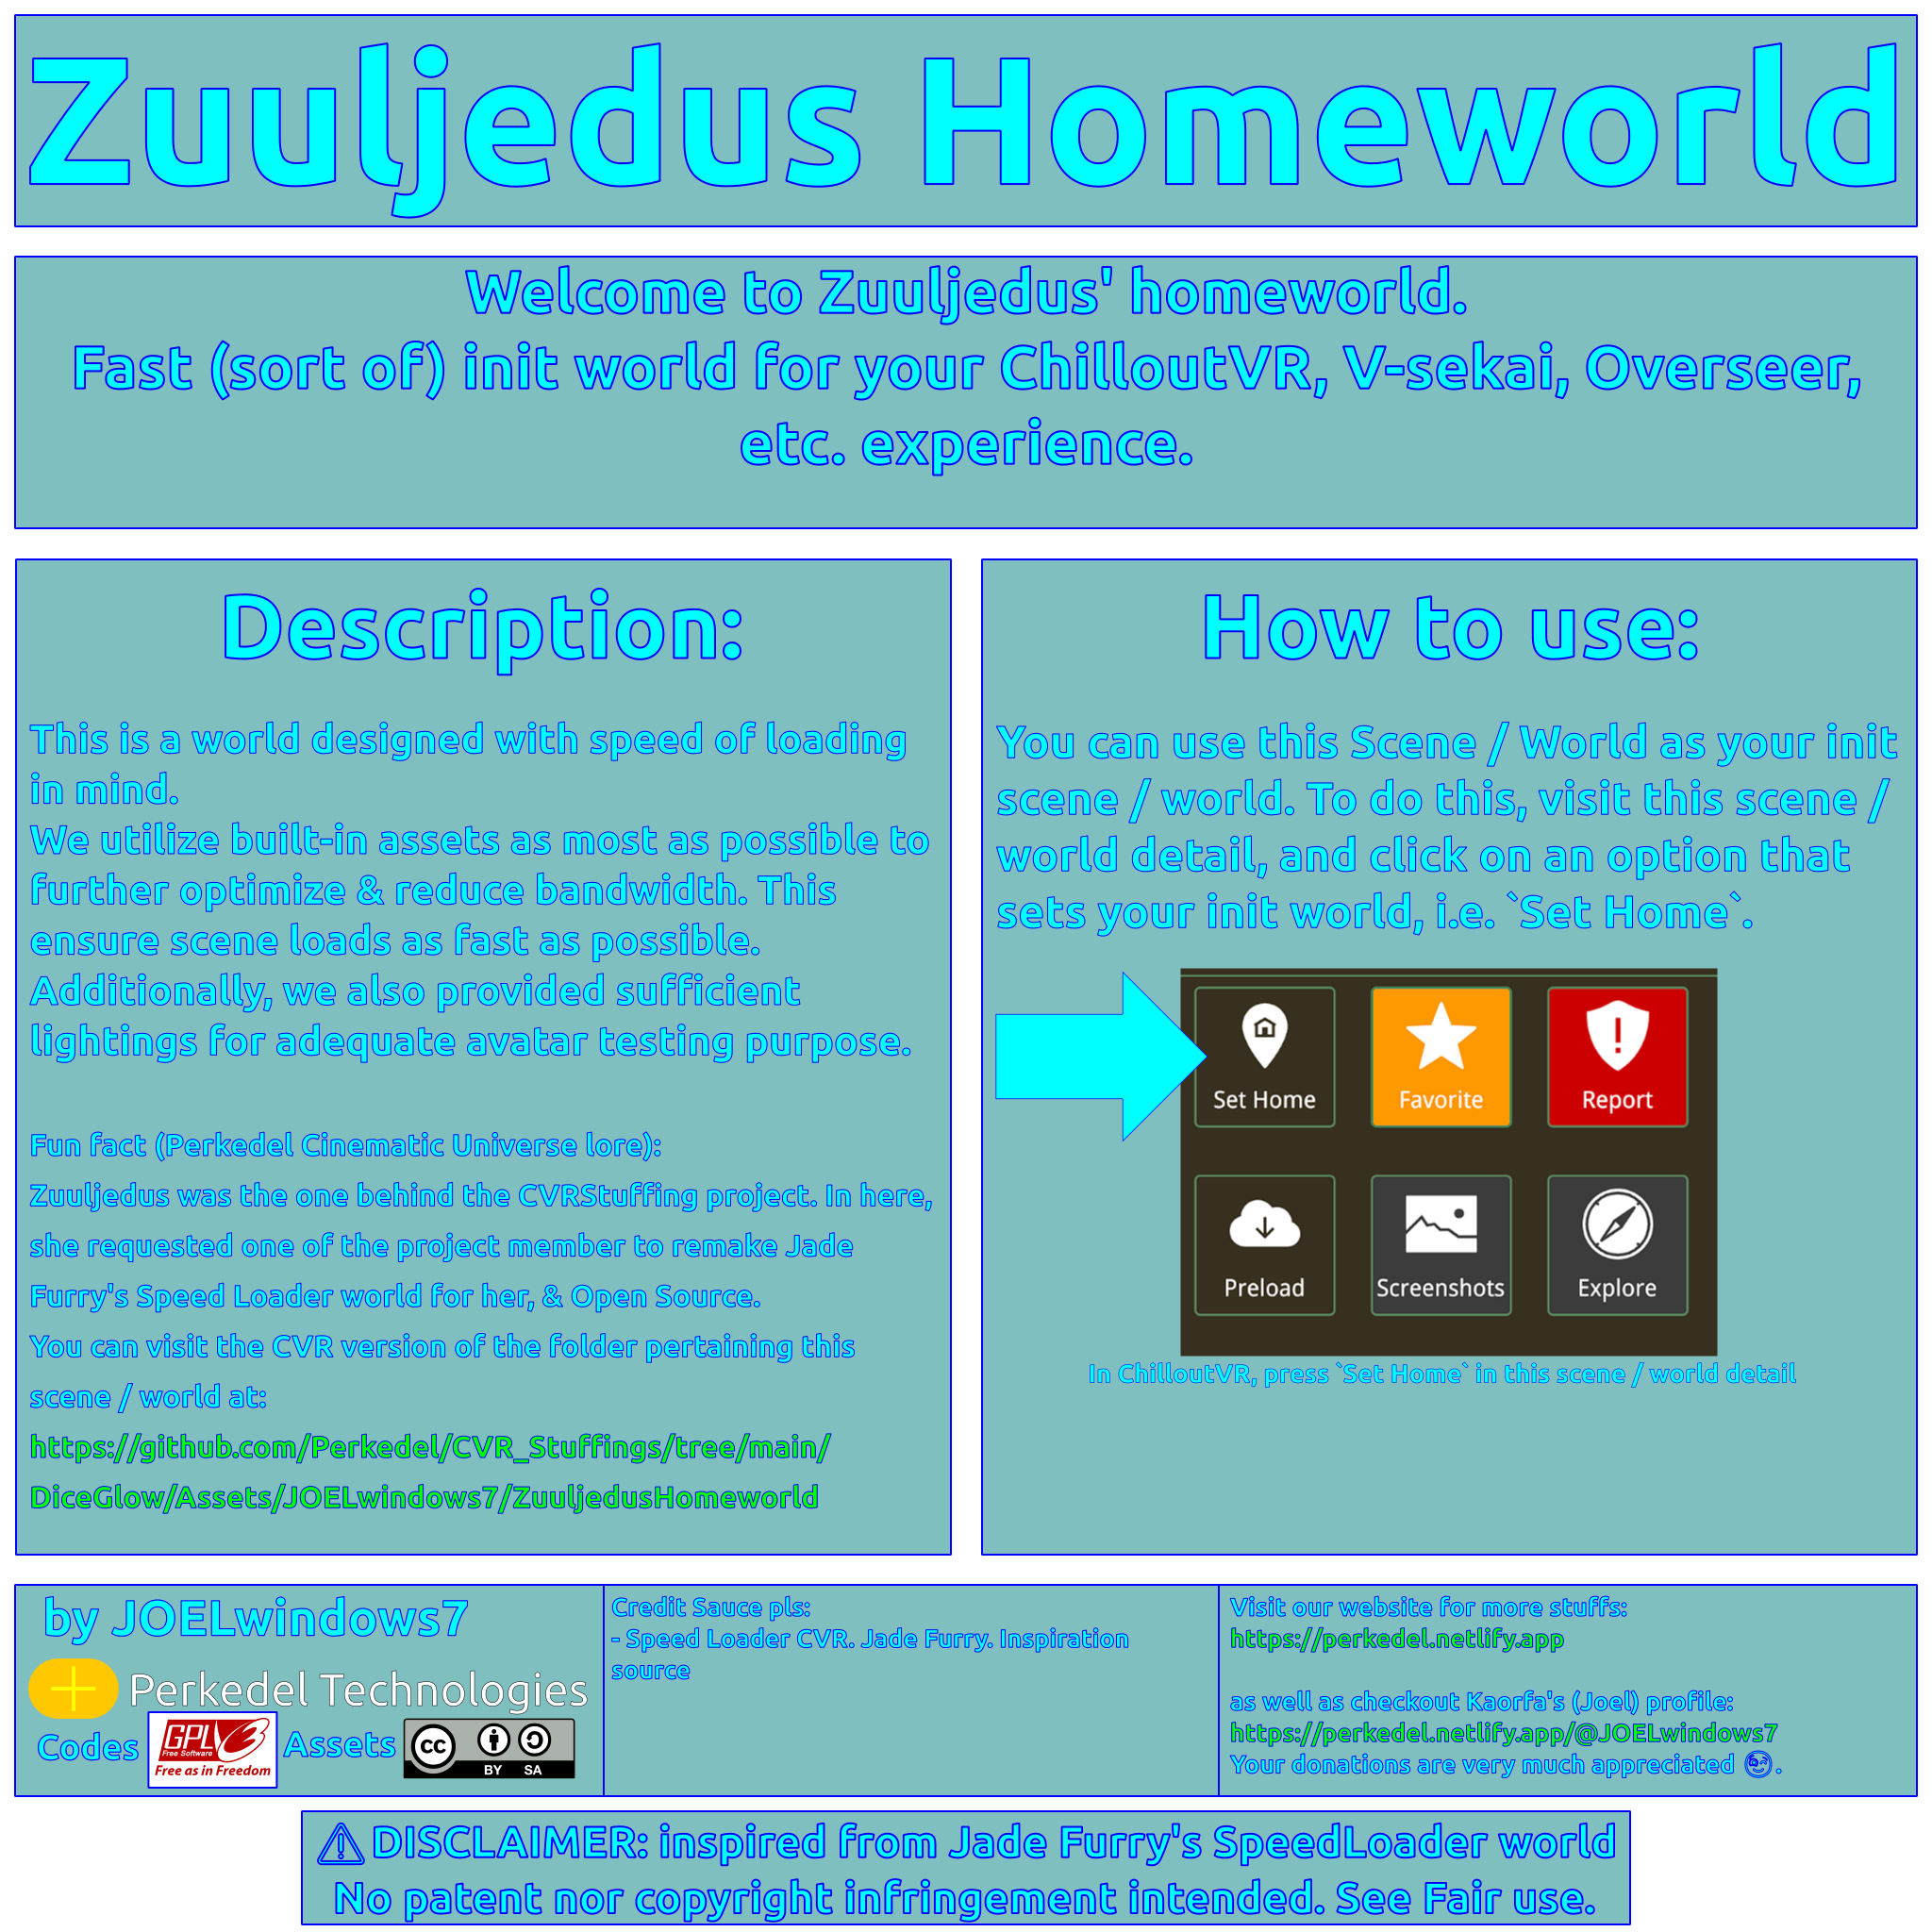 Zuuljedus Homeworld
Welcome to Zuuljedus' homeworld.
Fast (sort of) init world for your ChilloutVR, V-sekai, Overseer,
etc. experience.
Description:
This is a world designed with speed of loading
in mind.
We utilize built-in assets as most as possible to
further optimize & reduce bandwidth. This
ensure scene loads as fast as possible.
Additionally, we also provided sufficient
lightings for adequate avatar testing purpose.
Fun fact (Perkedel Cinematic Universe lore):
Zuuljedus was the one behind the CVRStuffing project. In here,
she requested one of the project member to remake Jade
Furry's Speed Loader world for her, & Open Source.
You can visit the CVR version of the folder pertaining this
scene / world at:
https://github.com/Perkedel/CVR_Stuffings/tree/main/
DiceGlow/Assets/JOELwindows7/ZuuljedusHomeworld
How to use:
You can use this Scene / World as your init
scene / world. To do this, visit this scene /
world detail, and click on an option that
sets your init world, i.e. `Set Home`.
Set Home Favorite Report
Preload Screenshots Explore
In ChilloutVR, press `Set Home` in this scene / world detail
by JOELwindows7
Perkedel Technologies
Codes GPL 3 Free Software Free as in Freedom Assets cc BY SA
Credit Sauce pls:
- Speed Loader CVR. Jade Furry. Inspiration
source
Visit our website for more stuffs:
https://perkedel.netlify.app
as well as checkout Kaorfa's (Joel) profile:
https://perkedel.netlify.app/@JOELwindows7
Your donations are very much appreciated 😉.
⚠ DISCLAIMER: inspired from Jade Furry's SpeedLoader world
No patent nor copyright infringement intended. See Fair use.